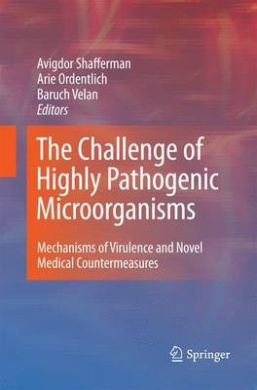 Avigdor Shafferman
Arie Ordentlich
Baruch Velan
Editors
The Challenge of
Highly Pathogenic
Microorganisms
Mechanisms of Virulence and Novel
Medical Countermeasures
Springer